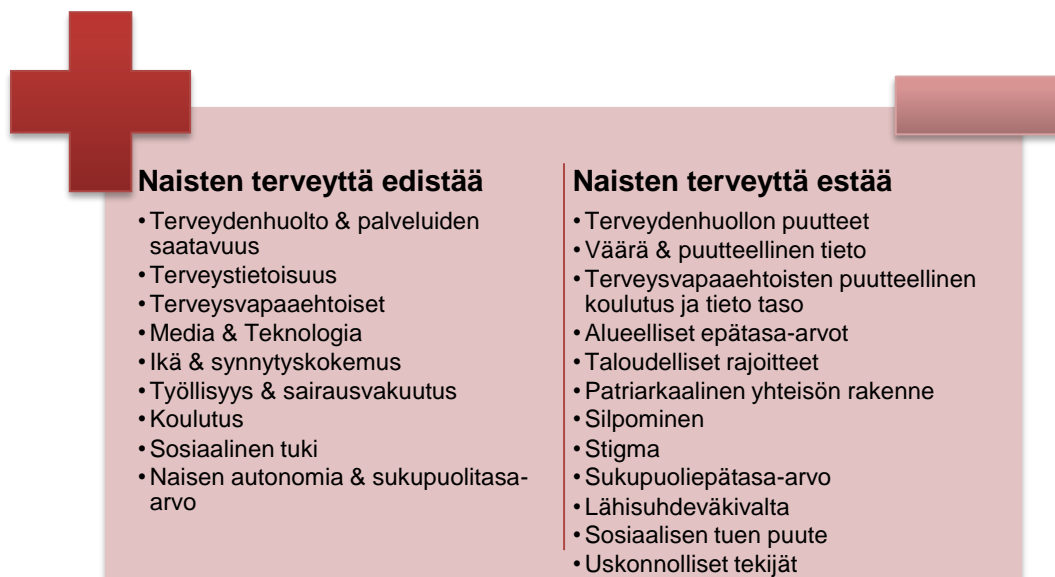 Naisten terveyttä edistää
• Terveydenhuolto & palveluiden
saatavuus
• Terveystietoisuus
• Terveysvapaaehtoiset
• Media & Teknologia
• Ikä & synnytyskokemus
• Työllisyys & sairausvakuutus
• Koulutus
• Sosiaalinen tuki
• Naisen autonomia & sukupuolitasa-
arvo
Naisten terveyttä estää
• Terveydenhuollon puutteet
• Väärä & puutteellinen tieto
• Terveysvapaaehtoisten puutteellinen
koulutus ja tieto taso
• Alueelliset epätasa-arvot
• Taloudelliset rajoitteet
• Patriarkaalinen yhteisön rakenne
• Silpominen
• Stigma
• Sukupuoliepätasa-arvo
• Lähisuhdeväkivalta
• Sosiaalisen tuen puute
• Uskonnolliset tekijät